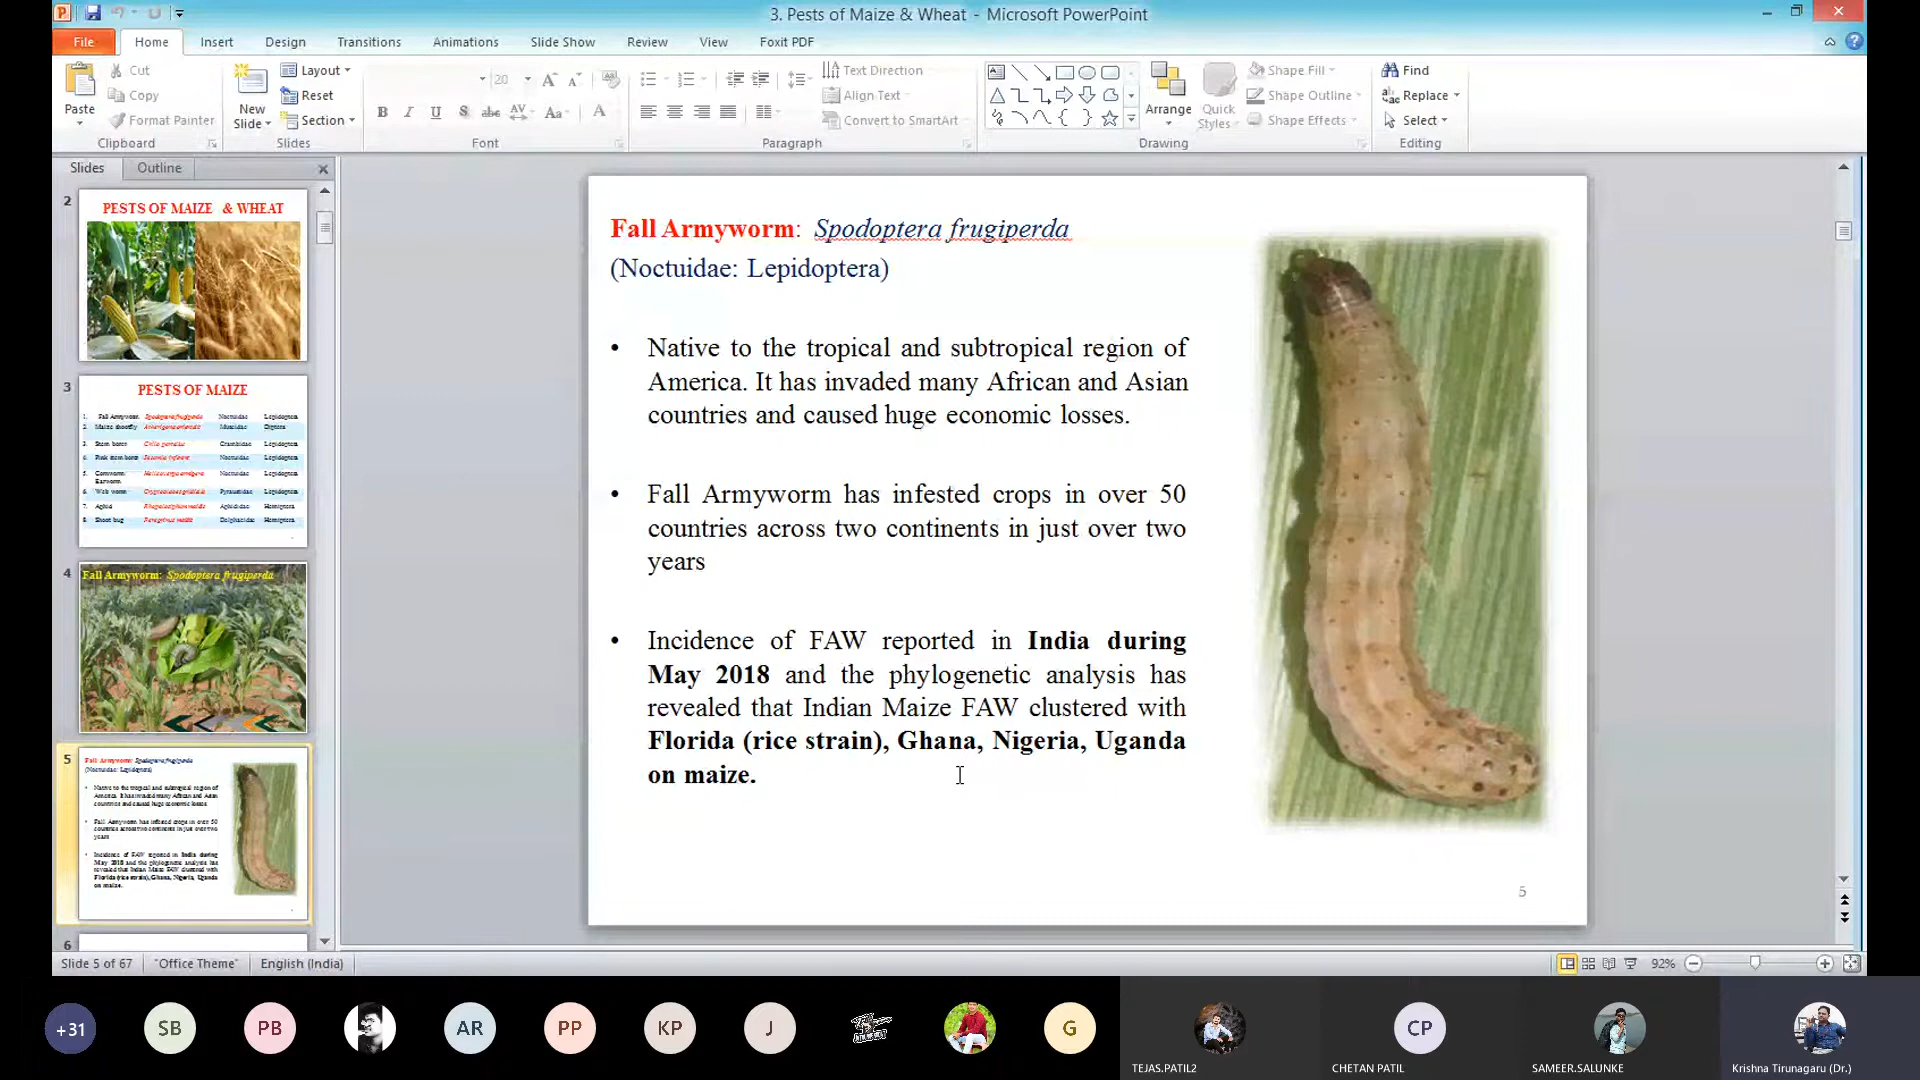 3. Pests of Maize & Wheat - Microsoft PowerPoint
File Home Insert Design Transitions Animations Slide Show Review View Foxit PDF
Paste
Cut
Copy
Format Painter
Clipboard
New
Slide
Layout
Reset
Section
Slides
20
Font
Text Direction
Align Text
Convert to SmartArt
Paragraph
Arrange
Quick
Styles
Shape Fill
Shape Outline
Shape Effects
Drawing
Find
Replace
Select
Editing
Slides Outline
2
PESTS OF MAIZE & WHEAT
3
PESTS OF MAIZE
4
Fall Armyworm: Spodoptera frugiperda
5
6
Fall Armyworm: Spodoptera frugiperda
(Noctuidae: Lepidoptera)
• Native to the tropical and subtropical region of
America. It has invaded many African and Asian
countries and caused huge economic losses.
• Fall Armyworm has infested crops in over 50
countries across two continents in just over two
years
• Incidence of FAW reported in India during
May 2018 and the phylogenetic analysis has
revealed that Indian Maize FAW clustered with
Florida (rice strain), Ghana, Nigeria, Uganda
on maize.
5
Slide 5 of 67 "Office Theme" English (India) 92%
+31 SB PB AR PP KP J G CP
TEJAS.PATIL2 CHETAN PATIL SAMEER.SALUNKE Krishna Tirunagaru (Dr.)